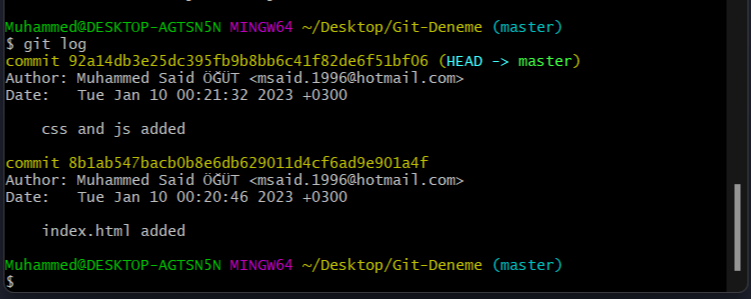 Muhammed@DESKTOP-AGTSN5N MINGW64 ~/Desktop/Git-Deneme (master)
$ git log
commit 92a14db3e25dc395fb9b8bb6c41f82de6f51bf06 (HEAD -> master)
Author: Muhammed Said ÖĞÜT <msaid.1996@hotmail.com>
Date:   Tue Jan 10 00:21:32 2023 +0300

    css and js added

commit 8b1ab547bacb0b8e6db629011d4cf6ad9e901a4f
Author: Muhammed Said ÖĞÜT <msaid.1996@hotmail.com>
Date:   Tue Jan 10 00:20:46 2023 +0300

    index.html added

Muhammed@DESKTOP-AGTSN5N MINGW64 ~/Desktop/Git-Deneme (master)
$